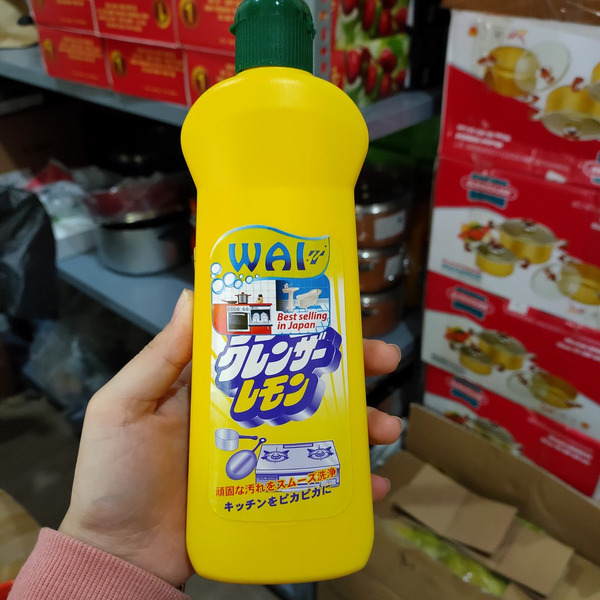 WAI
Best selling
in Japan
クレンザー
レモン
頑固な汚れをスムーズ洗浄
キッチンをピカピカに